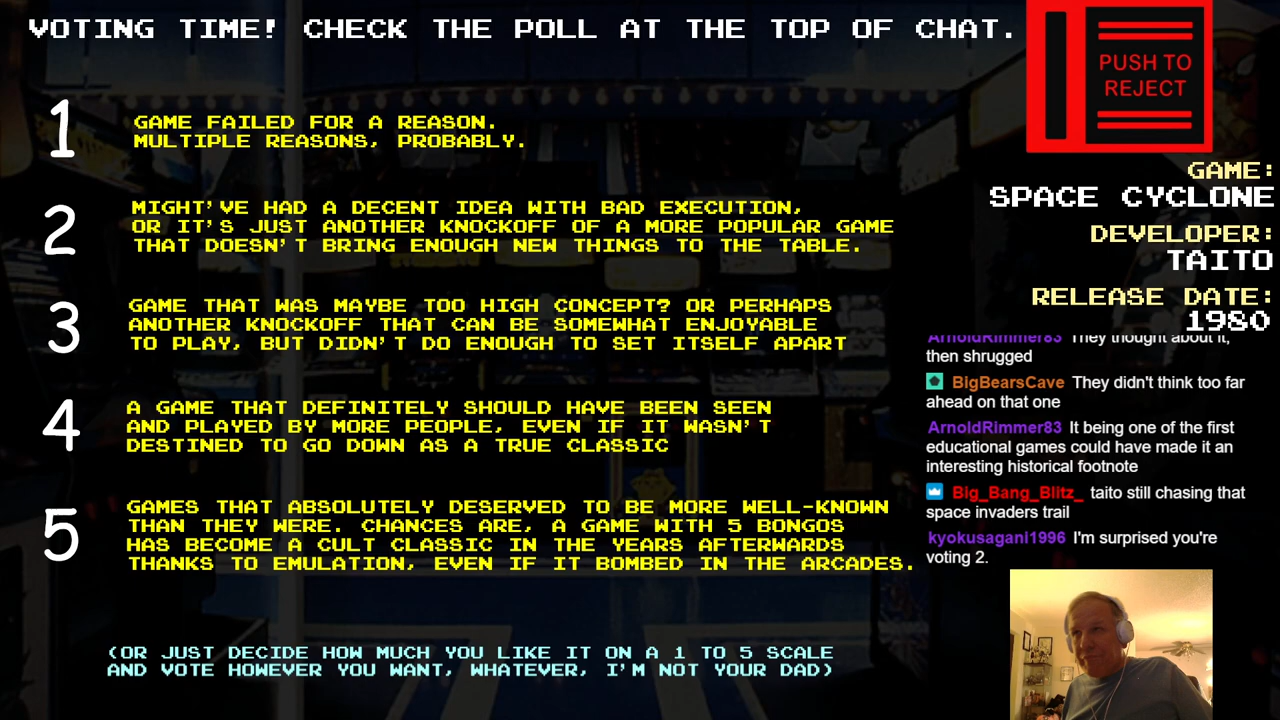 VOTING TIME! CHECK THE POLL AT THE TOP OF CHAT.
PUSH TO
REJECT
1
GAME FAILED FOR A REASON.
MULTIPLE REASONS, PROBABLY.
2
MIGHT'VE HAD A DECENT IDEA WITH BAD EXECUTION,
OR IT'S JUST ANOTHER KNOCKOFF OF A MORE POPULAR GAME
THAT DOESN'T BRING ENOUGH NEW THINGS TO THE TABLE.
3
GAME THAT WAS MAYBE TOO HIGH CONCEPT? OR PERHAPS
ANOTHER KNOCKOFF THAT CAN BE SOMEWHAT ENJOYABLE
TO PLAY, BUT DIDN'T DO ENOUGH TO SET ITSELF APART
4
A GAME THAT DEFINITELY SHOULD HAVE BEEN SEEN
AND PLAYED BY MORE PEOPLE, EVEN IF IT WASN'T
DESTINED TO GO DOWN AS A TRUE CLASSIC
5
GAMES THAT ABSOLUTELY DESERVED TO BE MORE WELL-KNOWN
THAN THEY WERE. CHANCES ARE, A GAME WITH 5 BONGOS
HAS BECOME A CULT CLASSIC IN THE YEARS AFTERWARDS
THANKS TO EMULATION, EVEN IF IT BOMBED IN THE ARCADES.
(OR JUST DECIDE HOW MUCH YOU LIKE IT ON A 1 TO 5 SCALE
AND VOTE HOWEVER YOU WANT, WHATEVER, I'M NOT YOUR DAD)
GAME:
SPACE CYCLONE
DEVELOPER:
TAITO
RELEASE DATE:
1980
ArnoldRimmer83 They thought about it,
then shrugged
BigBearsCave They didn't think too far
ahead on that one
ArnoldRimmer83 It being one of the first
educational games could have made it an
interesting historical footnote
Big_Bang_Blitz_ taito still chasing that
space invaders trail
kyokusagani1996 I'm surprised you're
voting 2.